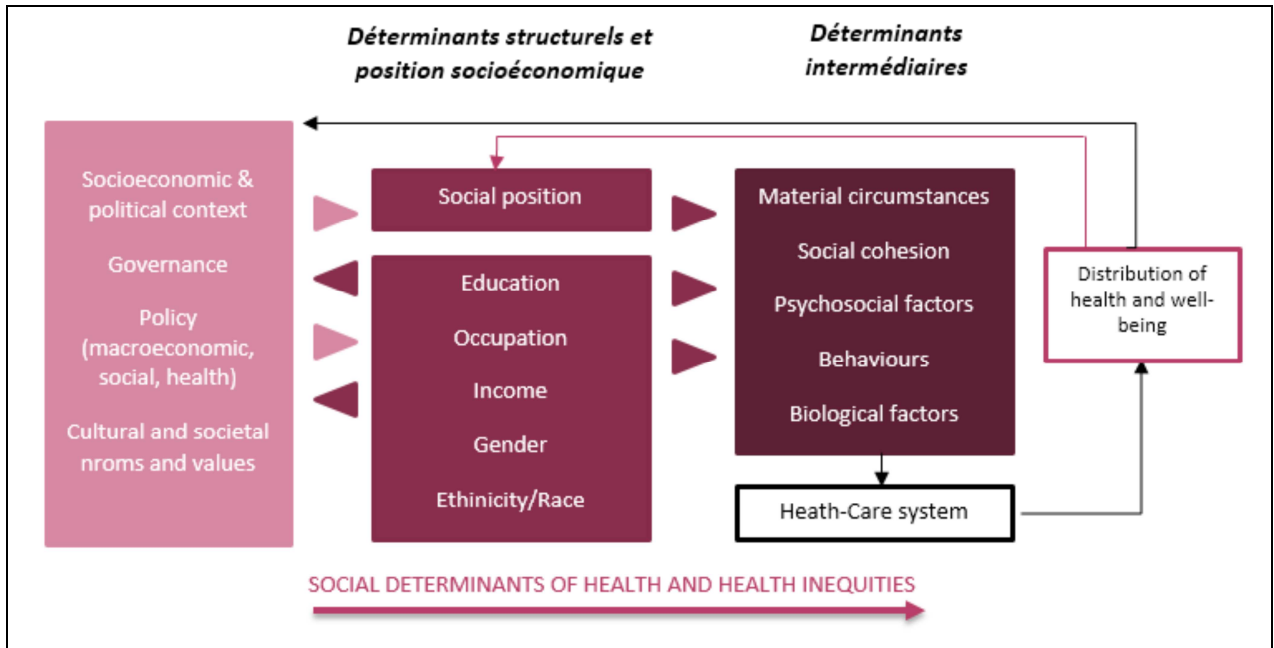 Déterminants structurels et
position socioéconomique
Déterminants
intermédiaires
Socioeconomic &
political context
Governance
Policy
(macroeconomic,
social, health)
Cultural and societal
nroms and values
Social position
Education
Occupation
Income
Gender
Ethinicity/Race
Material circumstances
Social cohesion
Psychosocial factors
Behaviours
Biological factors
Heath-Care system
Distribution of
health and well-
being
SOCIAL DETERMINANTS OF HEALTH AND HEALTH INEQUITIES